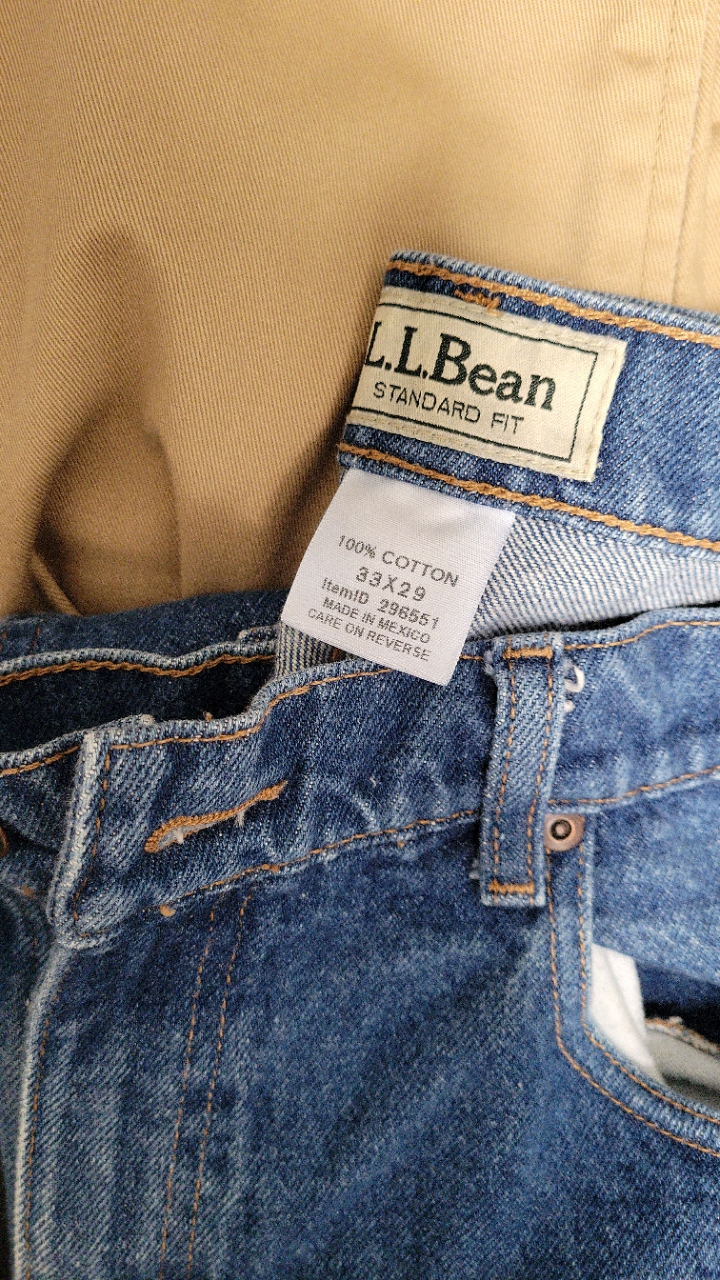 L.L.Bean
STANDARD FIT
100% COTTON
33X29
ItemID 296551
MADE IN MEXICO
CARE ON REVERSE